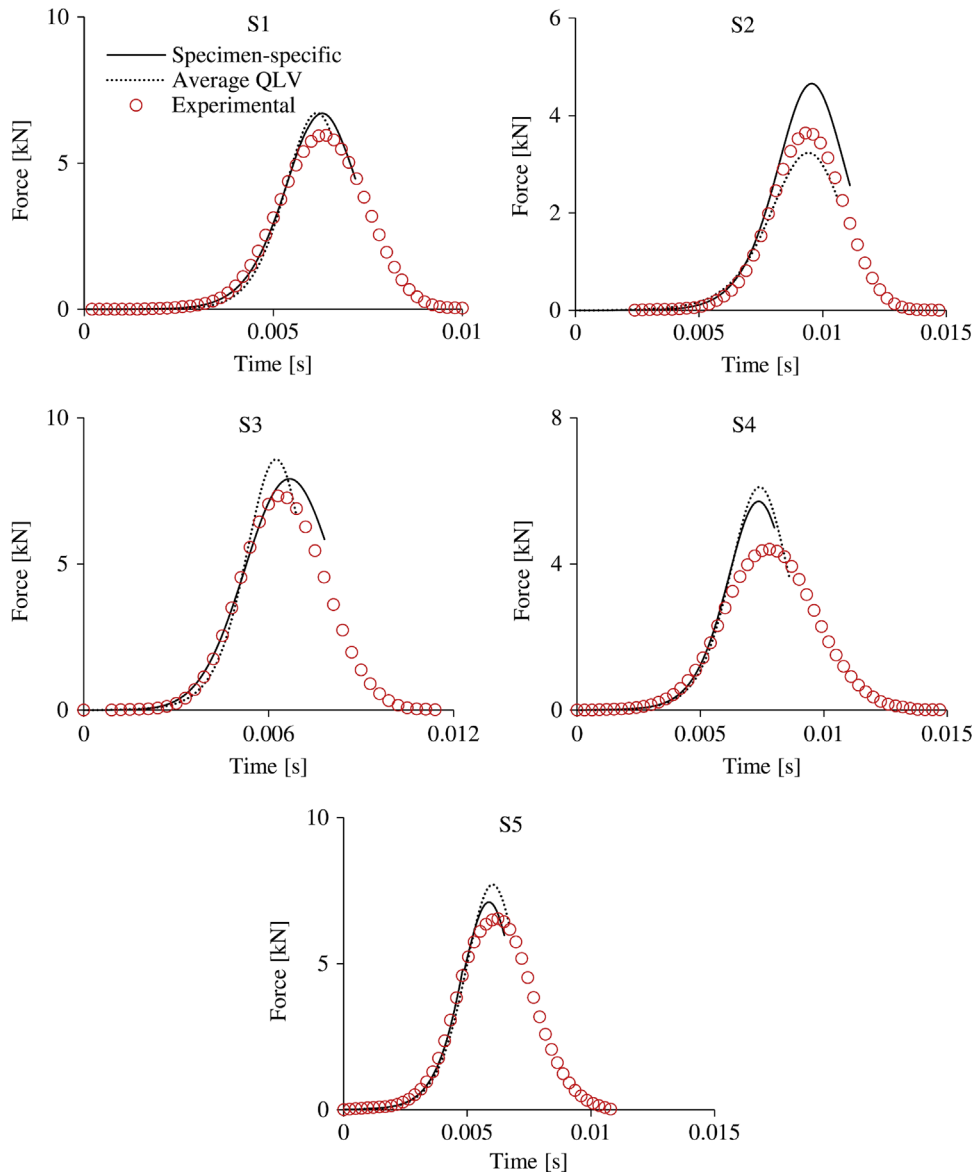 S1
10
Specimen-specific
Average QLV
Experimental
Force [kN]
5
0
0
0.005
0.01
Time [s]
S2
6
4
Force [kN]
2
0
0
0.005
0.01
0.015
Time [s]
S3
10
Force [kN]
5
0
0
0.006
0.012
Time [s]
S4
8
Force [kN]
4
0
0
0.005
0.01
0.015
Time [s]
S5
10
Force [kN]
5
0
0
0.005
0.01
0.015
Time [s]